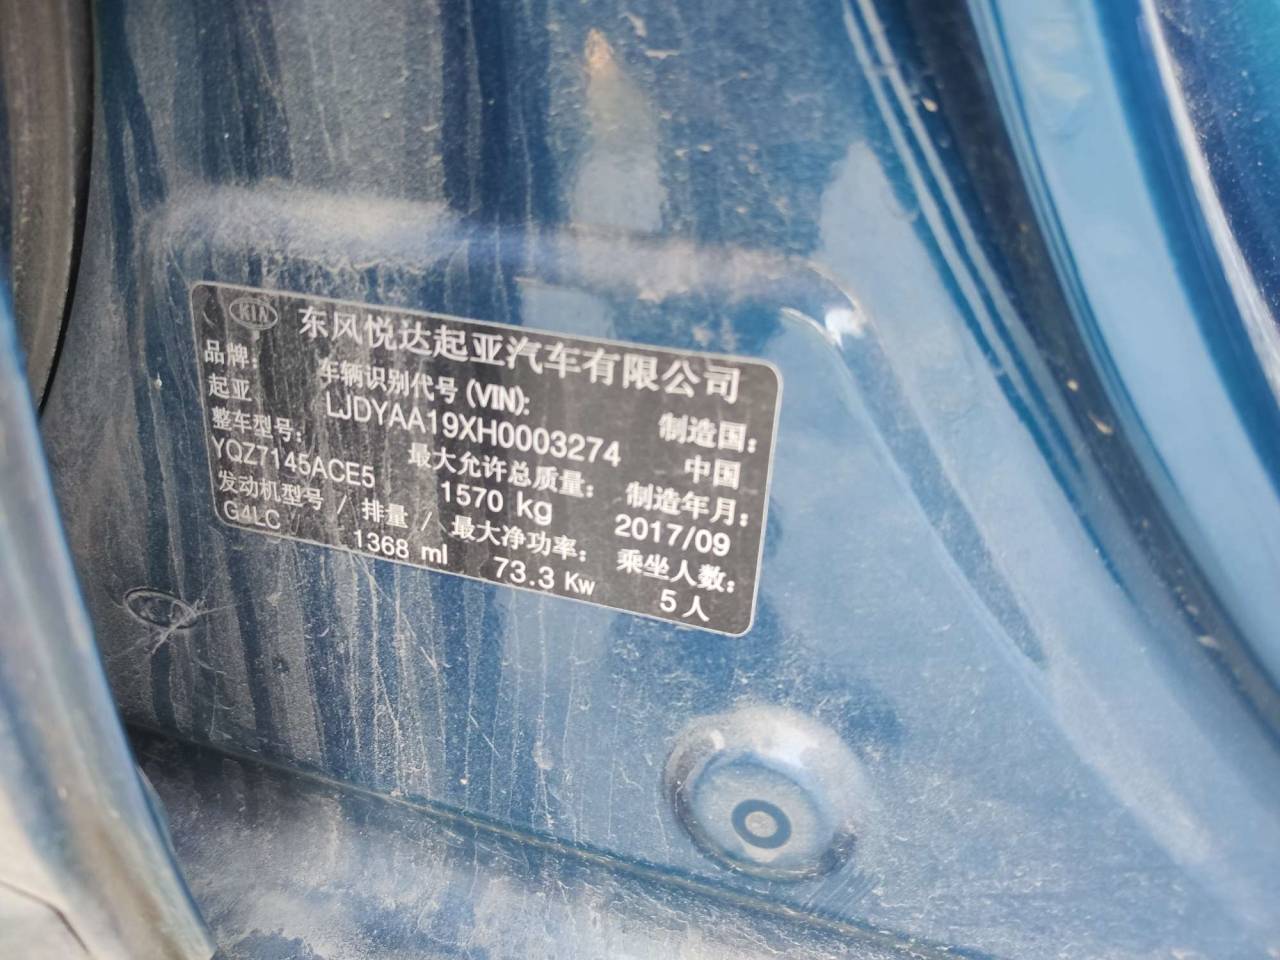 KIA 东风悦达起亚汽车有限公司
品牌: 车辆识别代号(VIN): 制造国:
起亚 LJDYAA19XH0003274 中国
整车型号: 最大允许总质量: 制造年月:
YQZ7145ACE5 1570 kg 2017/09
发动机型号 / 排量 / 最大净功率: 乘坐人数:
G4LC 1368 ml 73.3 Kw 5人